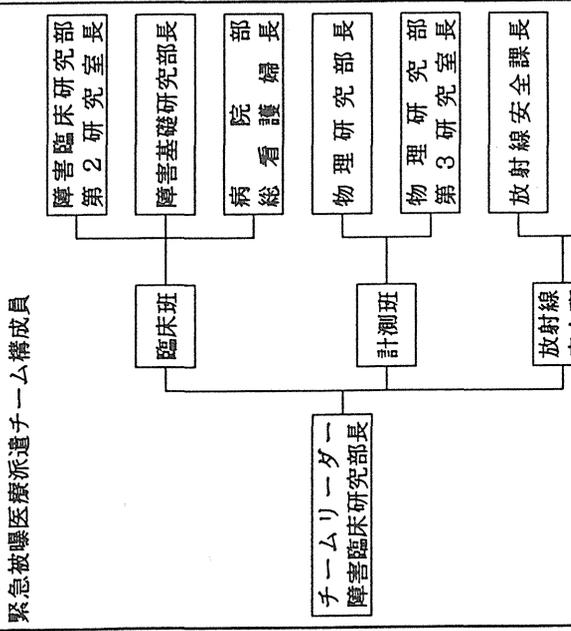 緊急被曝医療派遣チーム構成員
チームリーダー
障害臨床研究部長
臨床班
障害臨床研究部
第2研究室長
障害基礎研究部長
病院部
総看護婦長
計測班
物理研究部長
物理研究部
第3研究室長
放射線
放射線安全課長